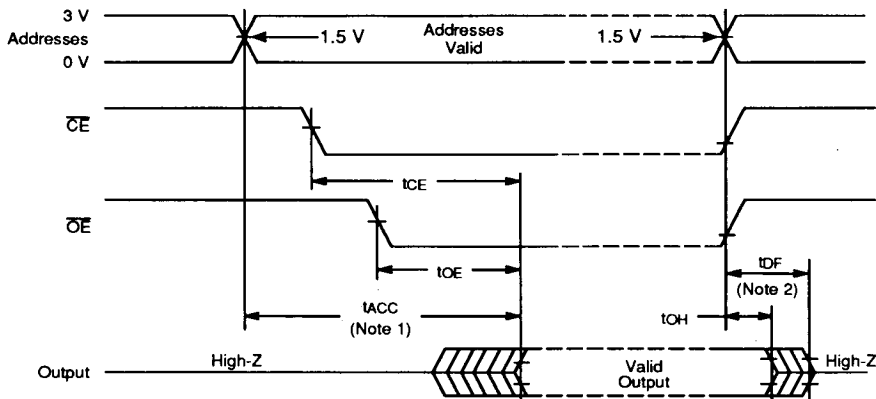 3 V
Addresses
0 V
1.5 V
Addresses
Valid
1.5 V
CE
tCE
OE
tOE
tDF
(Note 2)
tACC
(Note 1)
tOH
Output
High-Z
Valid
Output
High-Z